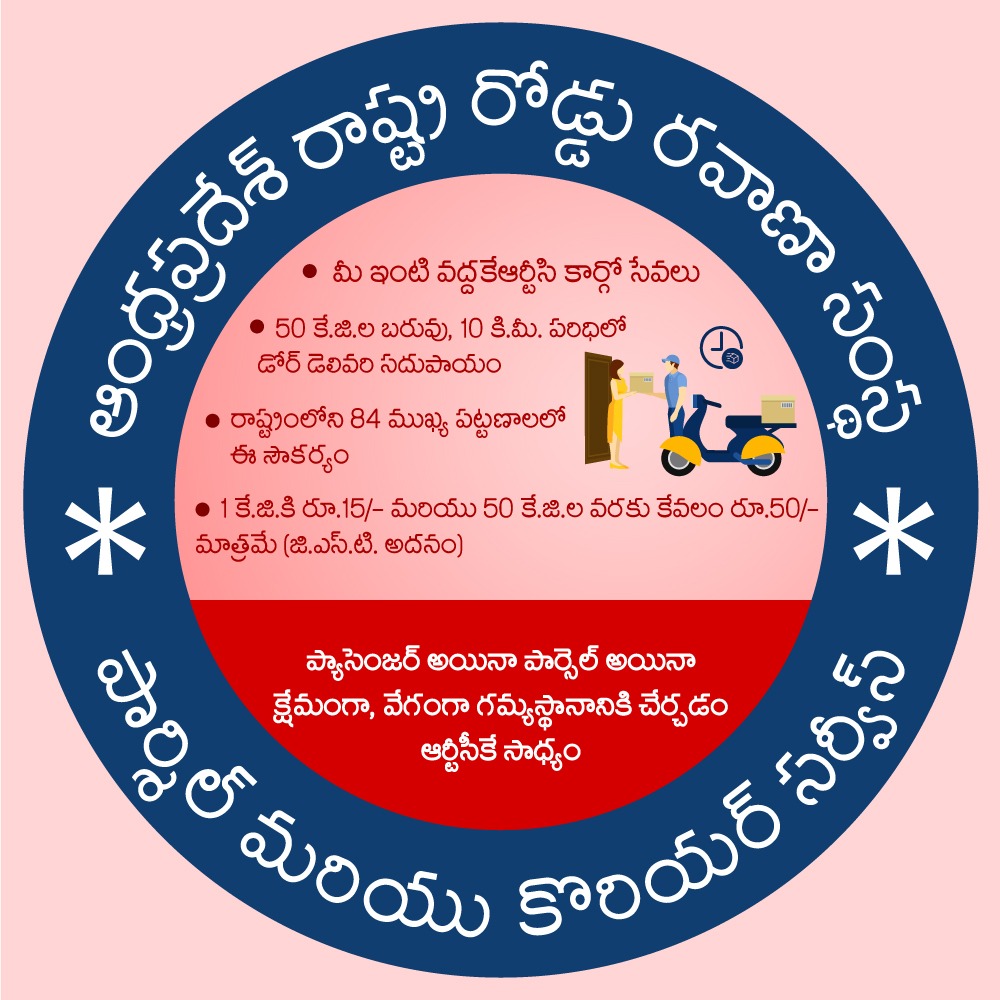 ఆంధ్రప్రదేశ్ రాష్ట్ర రోడ్డు రవాణా సంస్థ
• మీ ఇంటి వద్దకేఆర్టీసి కార్గో సేవలు
• 50 కే.జి.ల బరువు, 10 కి.మీ. పరిధిలో
డోర్ డెలివరి సదుపాయం
• రాష్ట్రంలోని 84 ముఖ్య పట్టణాలలో
ఈ సౌకర్యం
• 1 కే.జి.కి రూ.15/- మరియు 50 కే.జి.ల వరకు కేవలం రూ.50/-
మాత్రమే (జి.ఎస్.టి. అదనం)
ప్యాసెంజర్ అయినా పార్సెల్ అయినా
క్షేమంగా, వేగంగా గమ్యస్థానానికి చేర్చడం
ఆర్టీసీకే సాధ్యం
* పార్శిల్ మరియు కొరియర్ సర్వీస్ *